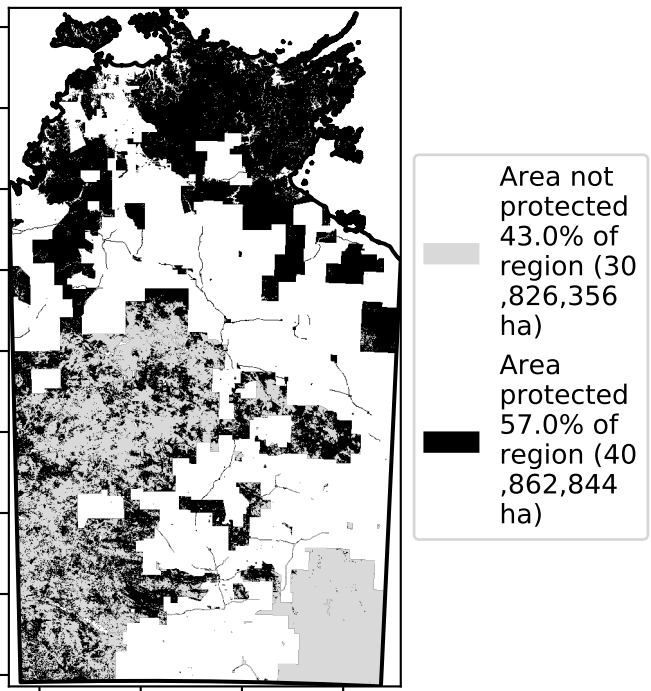 Area not
protected
43.0% of
region (30
,826,356
ha)
Area
protected
57.0% of
region (40
,862,844
ha)